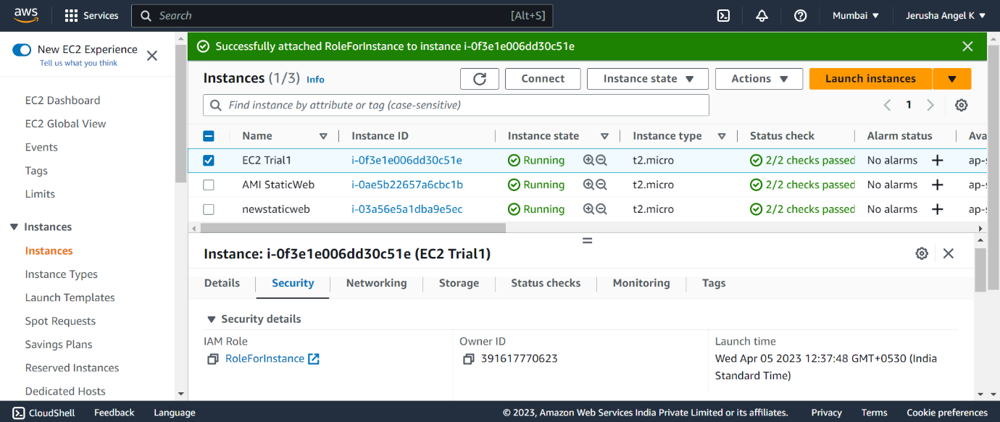 aws Services Search [Alt+S] Mumbai Jerusha Angel K
New EC2 Experience
Tell us what you think
EC2 Dashboard
EC2 Global View
Events
Tags
Limits
Instances
Instances
Instance Types
Launch Templates
Spot Requests
Savings Plans
Reserved Instances
Dedicated Hosts
Successfully attached RoleForInstance to instance i-0f3e1e006dd30c51e
Instances (1/3) Info Connect Instance state Actions Launch instances
Find instance by attribute or tag (case-sensitive) 1
Name Instance ID Instance state Instance type Status check Alarm status Ava
EC2 Trial1 i-0f3e1e006dd30c51e Running t2.micro 2/2 checks passed No alarms ap-s
AMI StaticWeb i-0ae5b22657a6cbc1b Running t2.micro 2/2 checks passed No alarms ap-s
newstaticweb i-03a56e5a1dba9e5ec Running t2.micro 2/2 checks passed No alarms ap-s
Instance: i-0f3e1e006dd30c51e (EC2 Trial1)
Details Security Networking Storage Status checks Monitoring Tags
Security details
IAM Role Owner ID Launch time
RoleForInstance 391617770623 Wed Apr 05 2023 12:37:48 GMT+0530 (India
Standard Time)
CloudShell Feedback Language © 2023, Amazon Web Services India Private Limited or its affiliates. Privacy Terms Cookie preferences